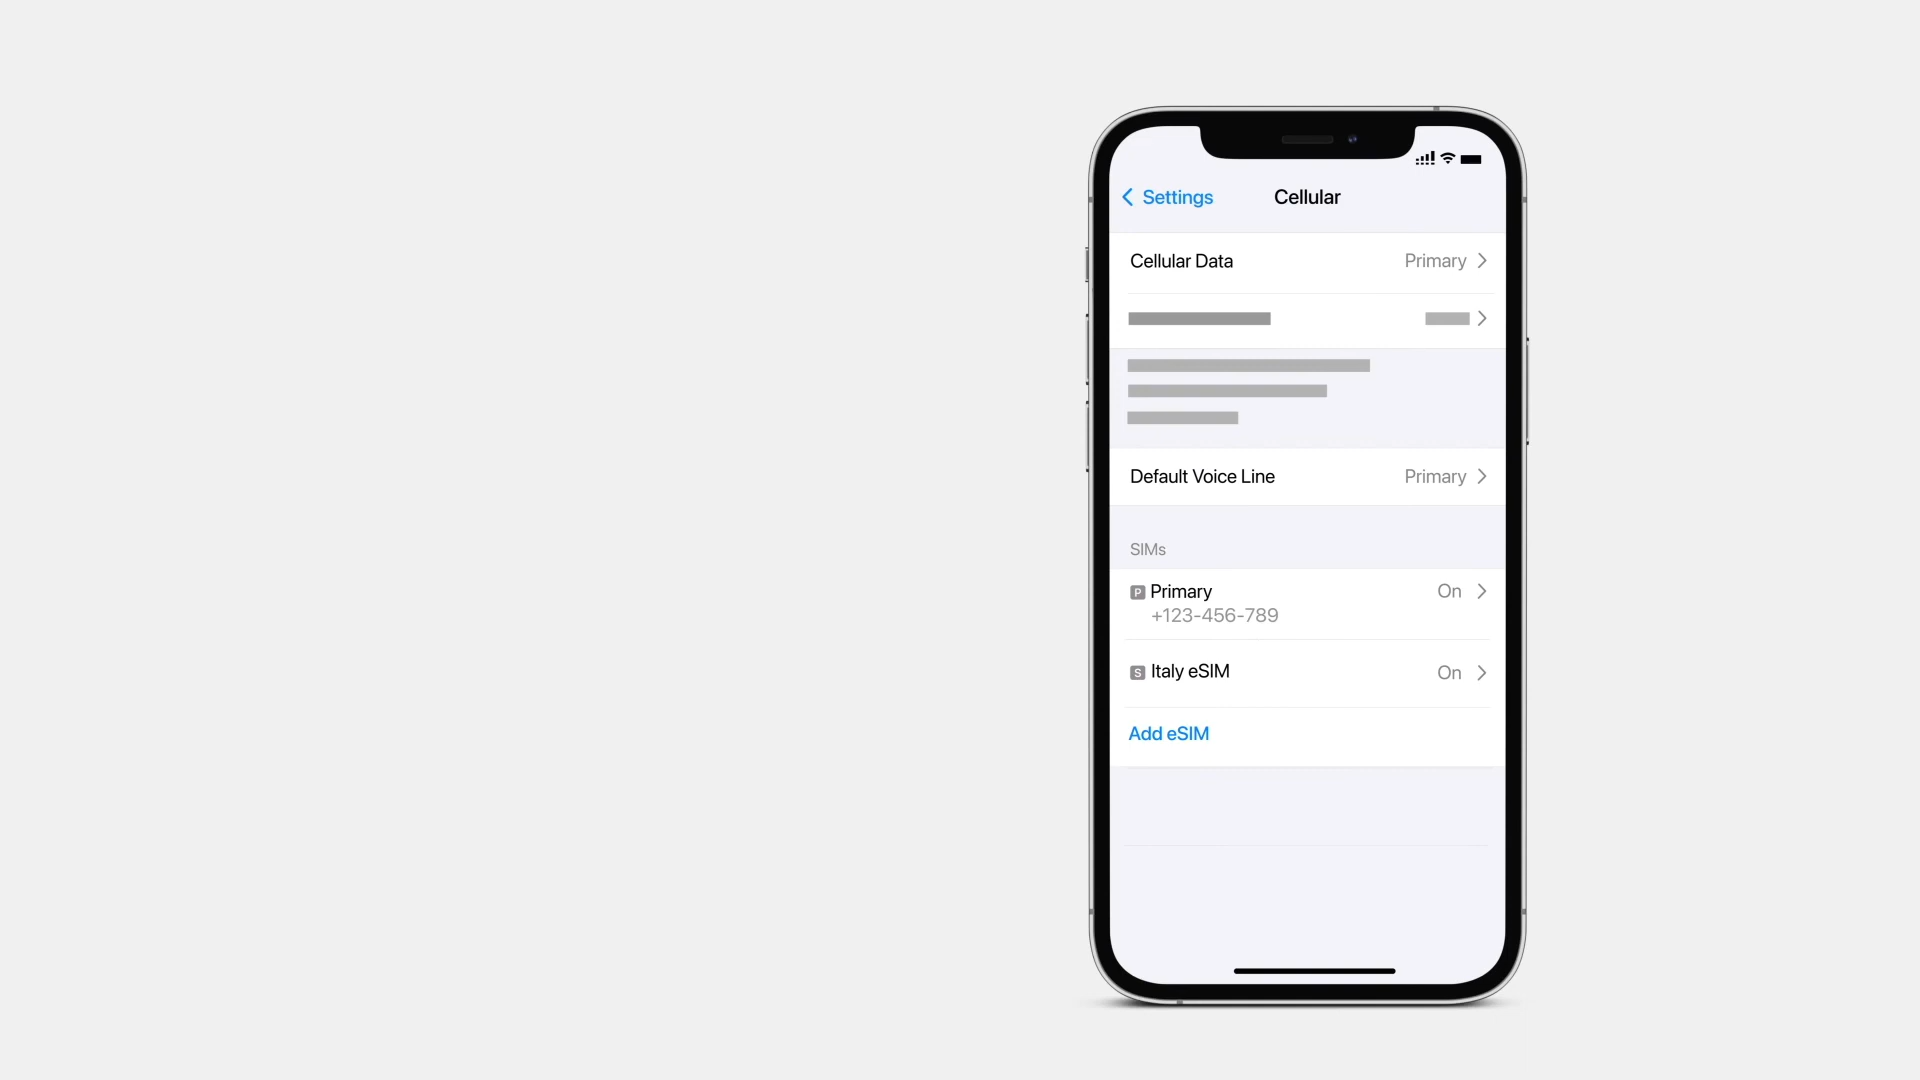 Settings
Cellular
Cellular Data Primary
Default Voice Line Primary
SIMs
P Primary On
+123-456-789
S Italy eSIM On
Add eSIM